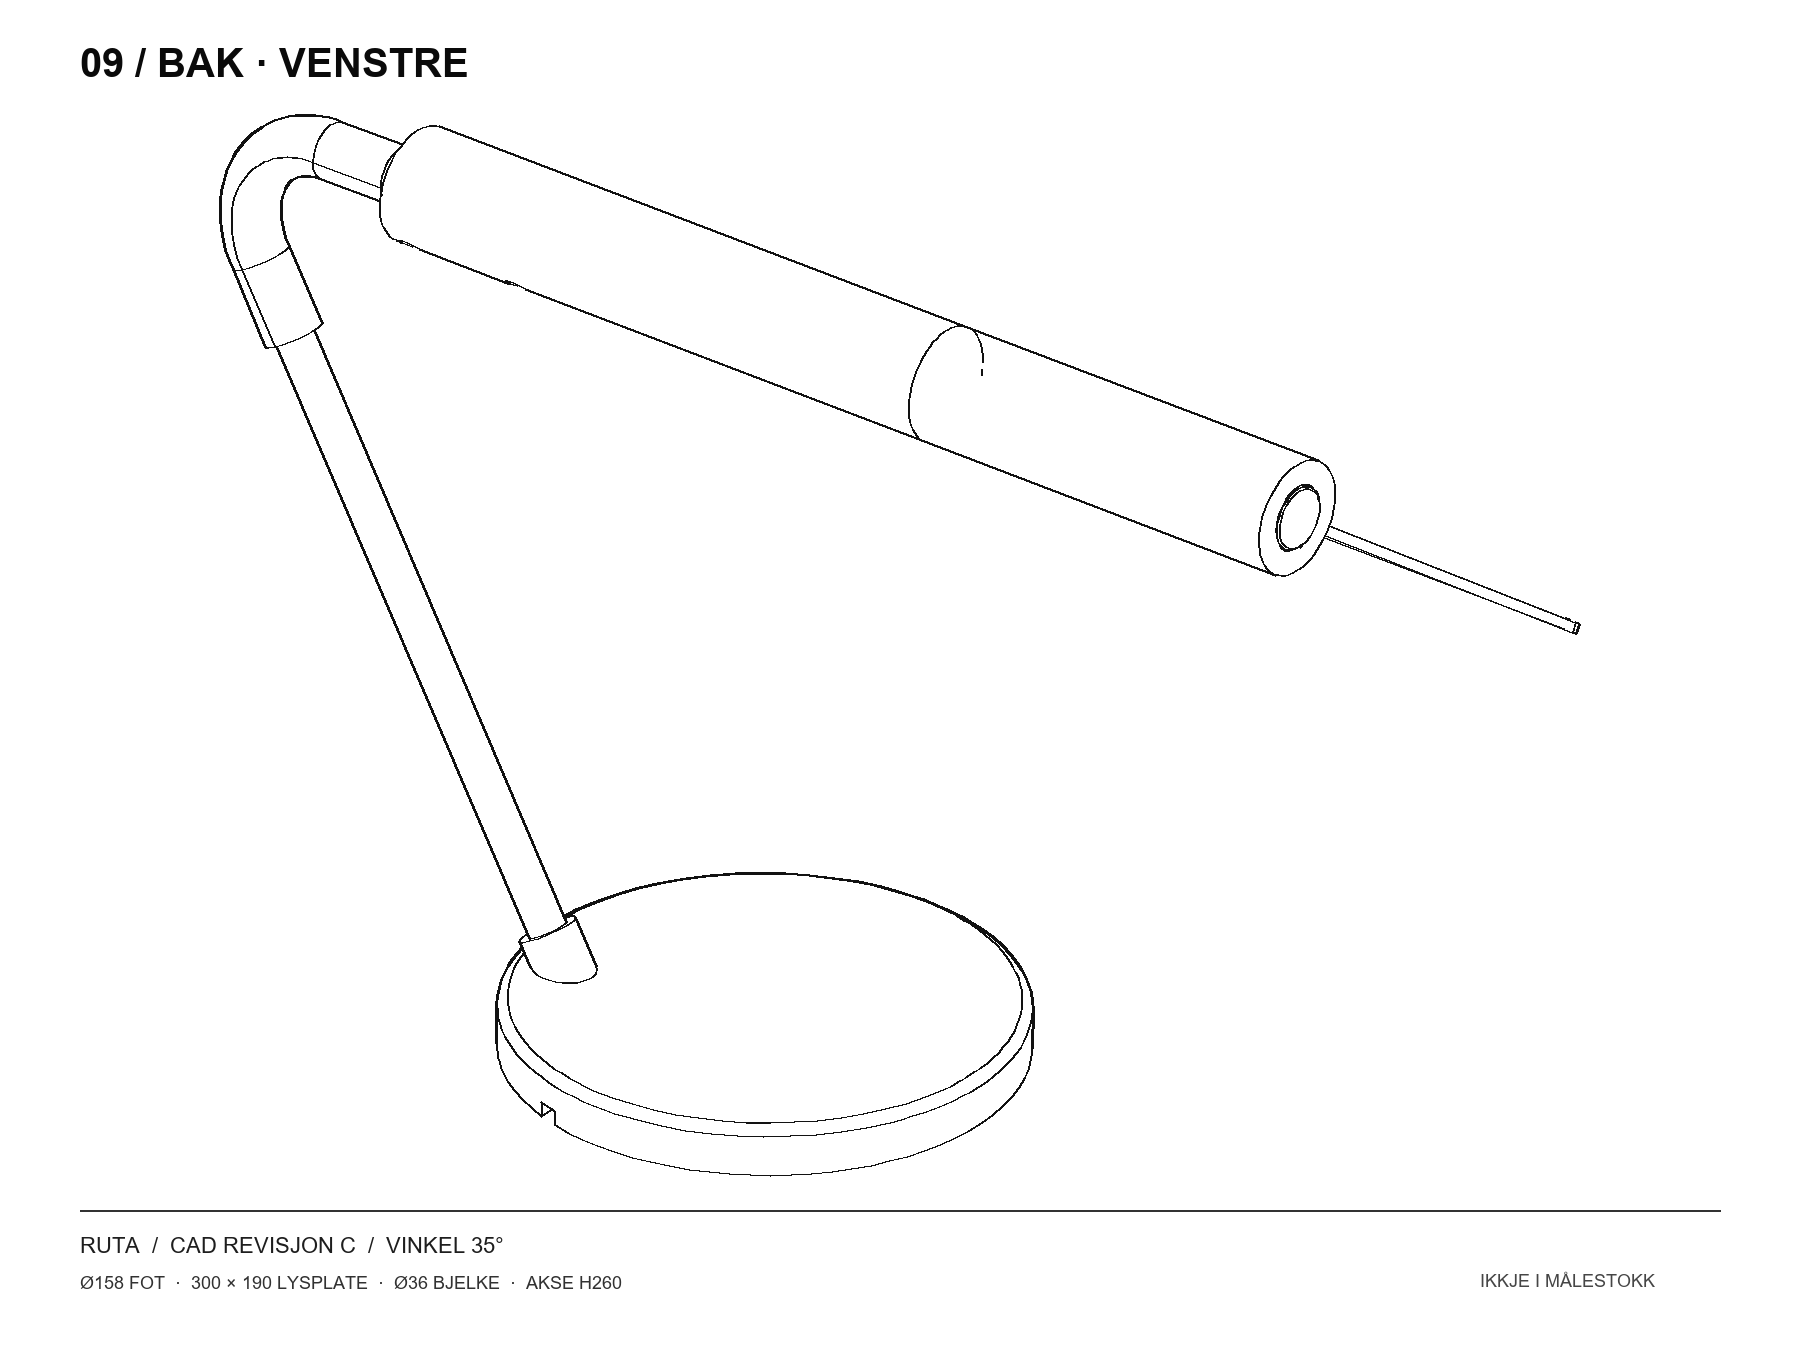 09 / BAK · VENSTRE
RUTA / CAD REVISJON C / VINKEL 35°
Ø158 FOT · 300 × 190 LYSPLATE · Ø36 BJELKE · AKSE H260
IKKJE I MÅLESTOKK